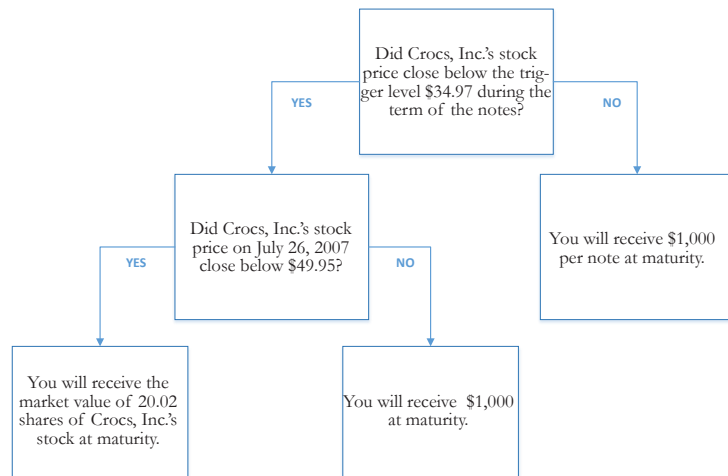 Did Crocs, Inc.'s stock
price close below the trig-
ger level $34.97 during the
term of the notes?
YES
NO
Did Crocs, Inc.'s stock
price on July 26, 2007
close below $49.95?
You will receive $1,000
per note at maturity.
YES
NO
You will receive the
market value of 20.02
shares of Crocs, Inc.'s
stock at maturity.
You will receive $1,000
at maturity.